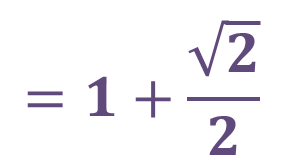 = 1 + √2/2